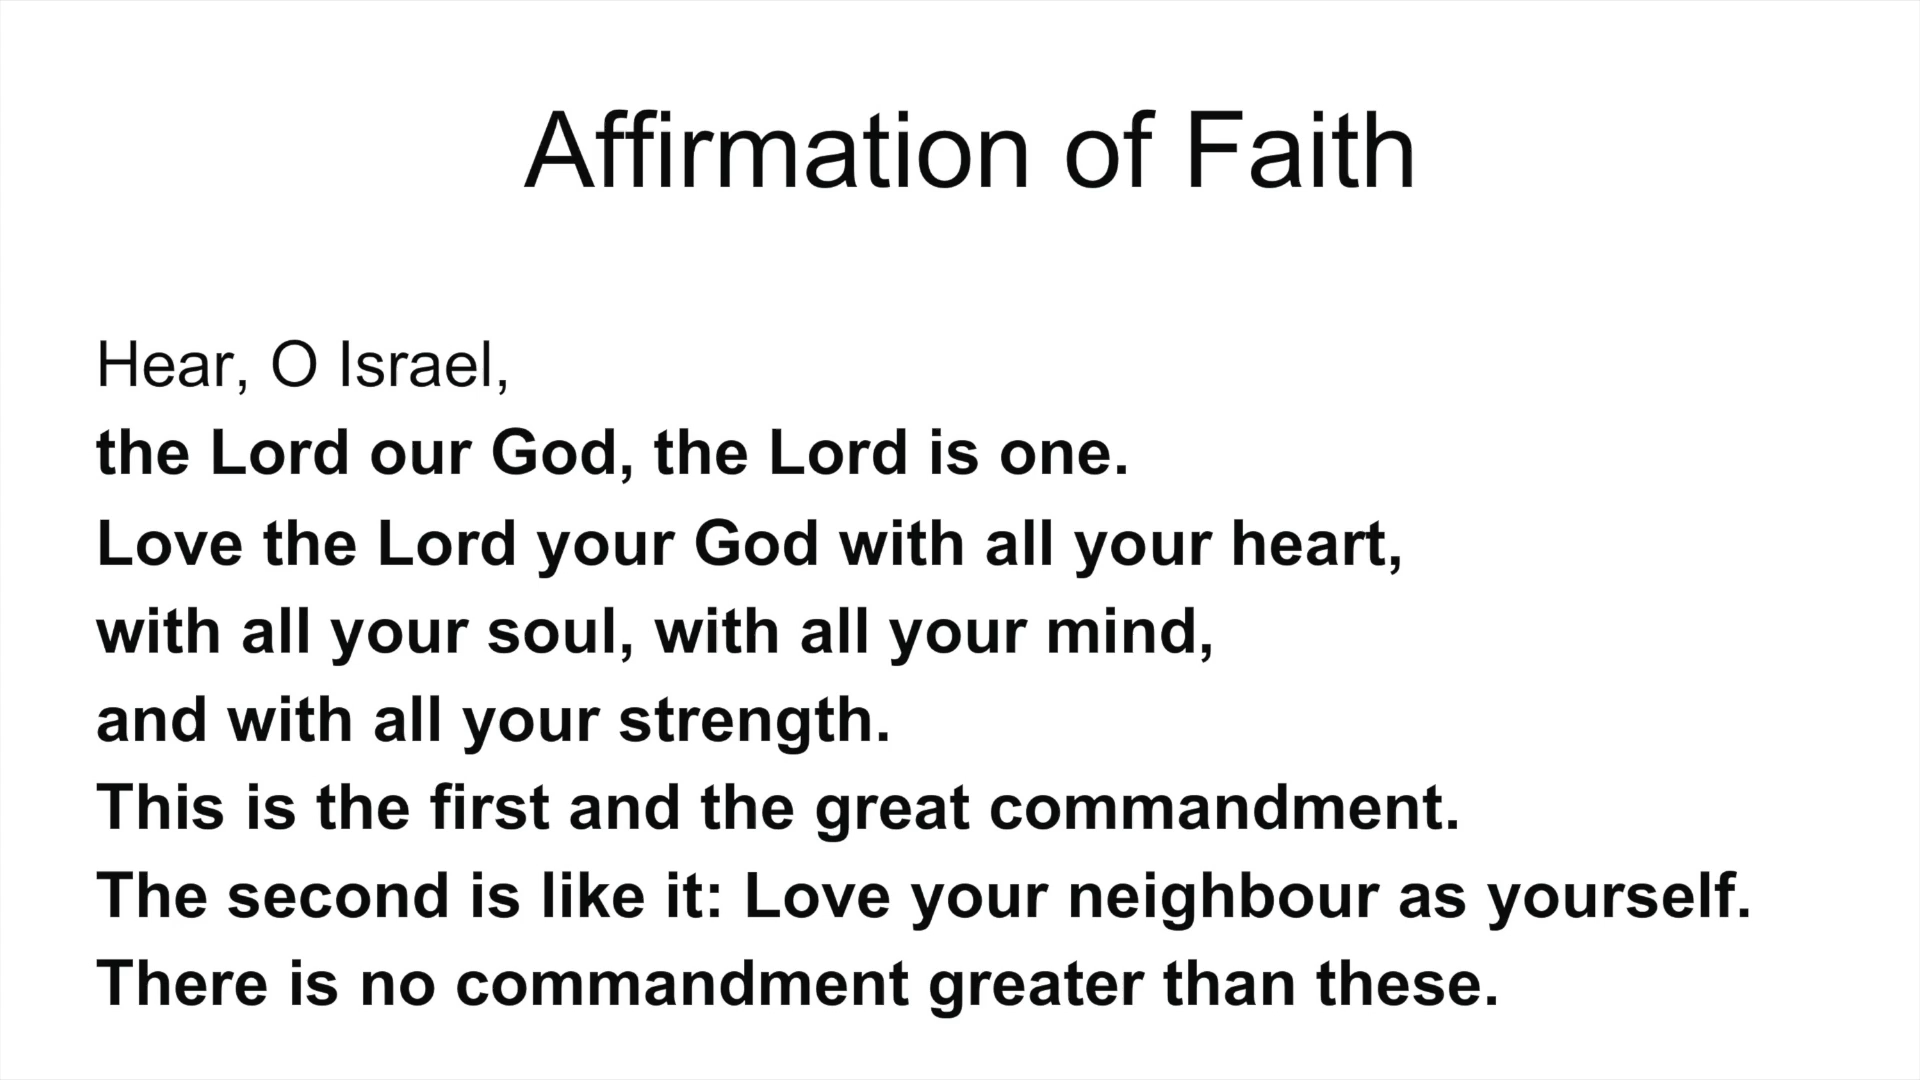 Affirmation of Faith
Hear, O Israel,
the Lord our God, the Lord is one.
Love the Lord your God with all your heart,
with all your soul, with all your mind,
and with all your strength.
This is the first and the great commandment.
The second is like it: Love your neighbour as yourself.
There is no commandment greater than these.